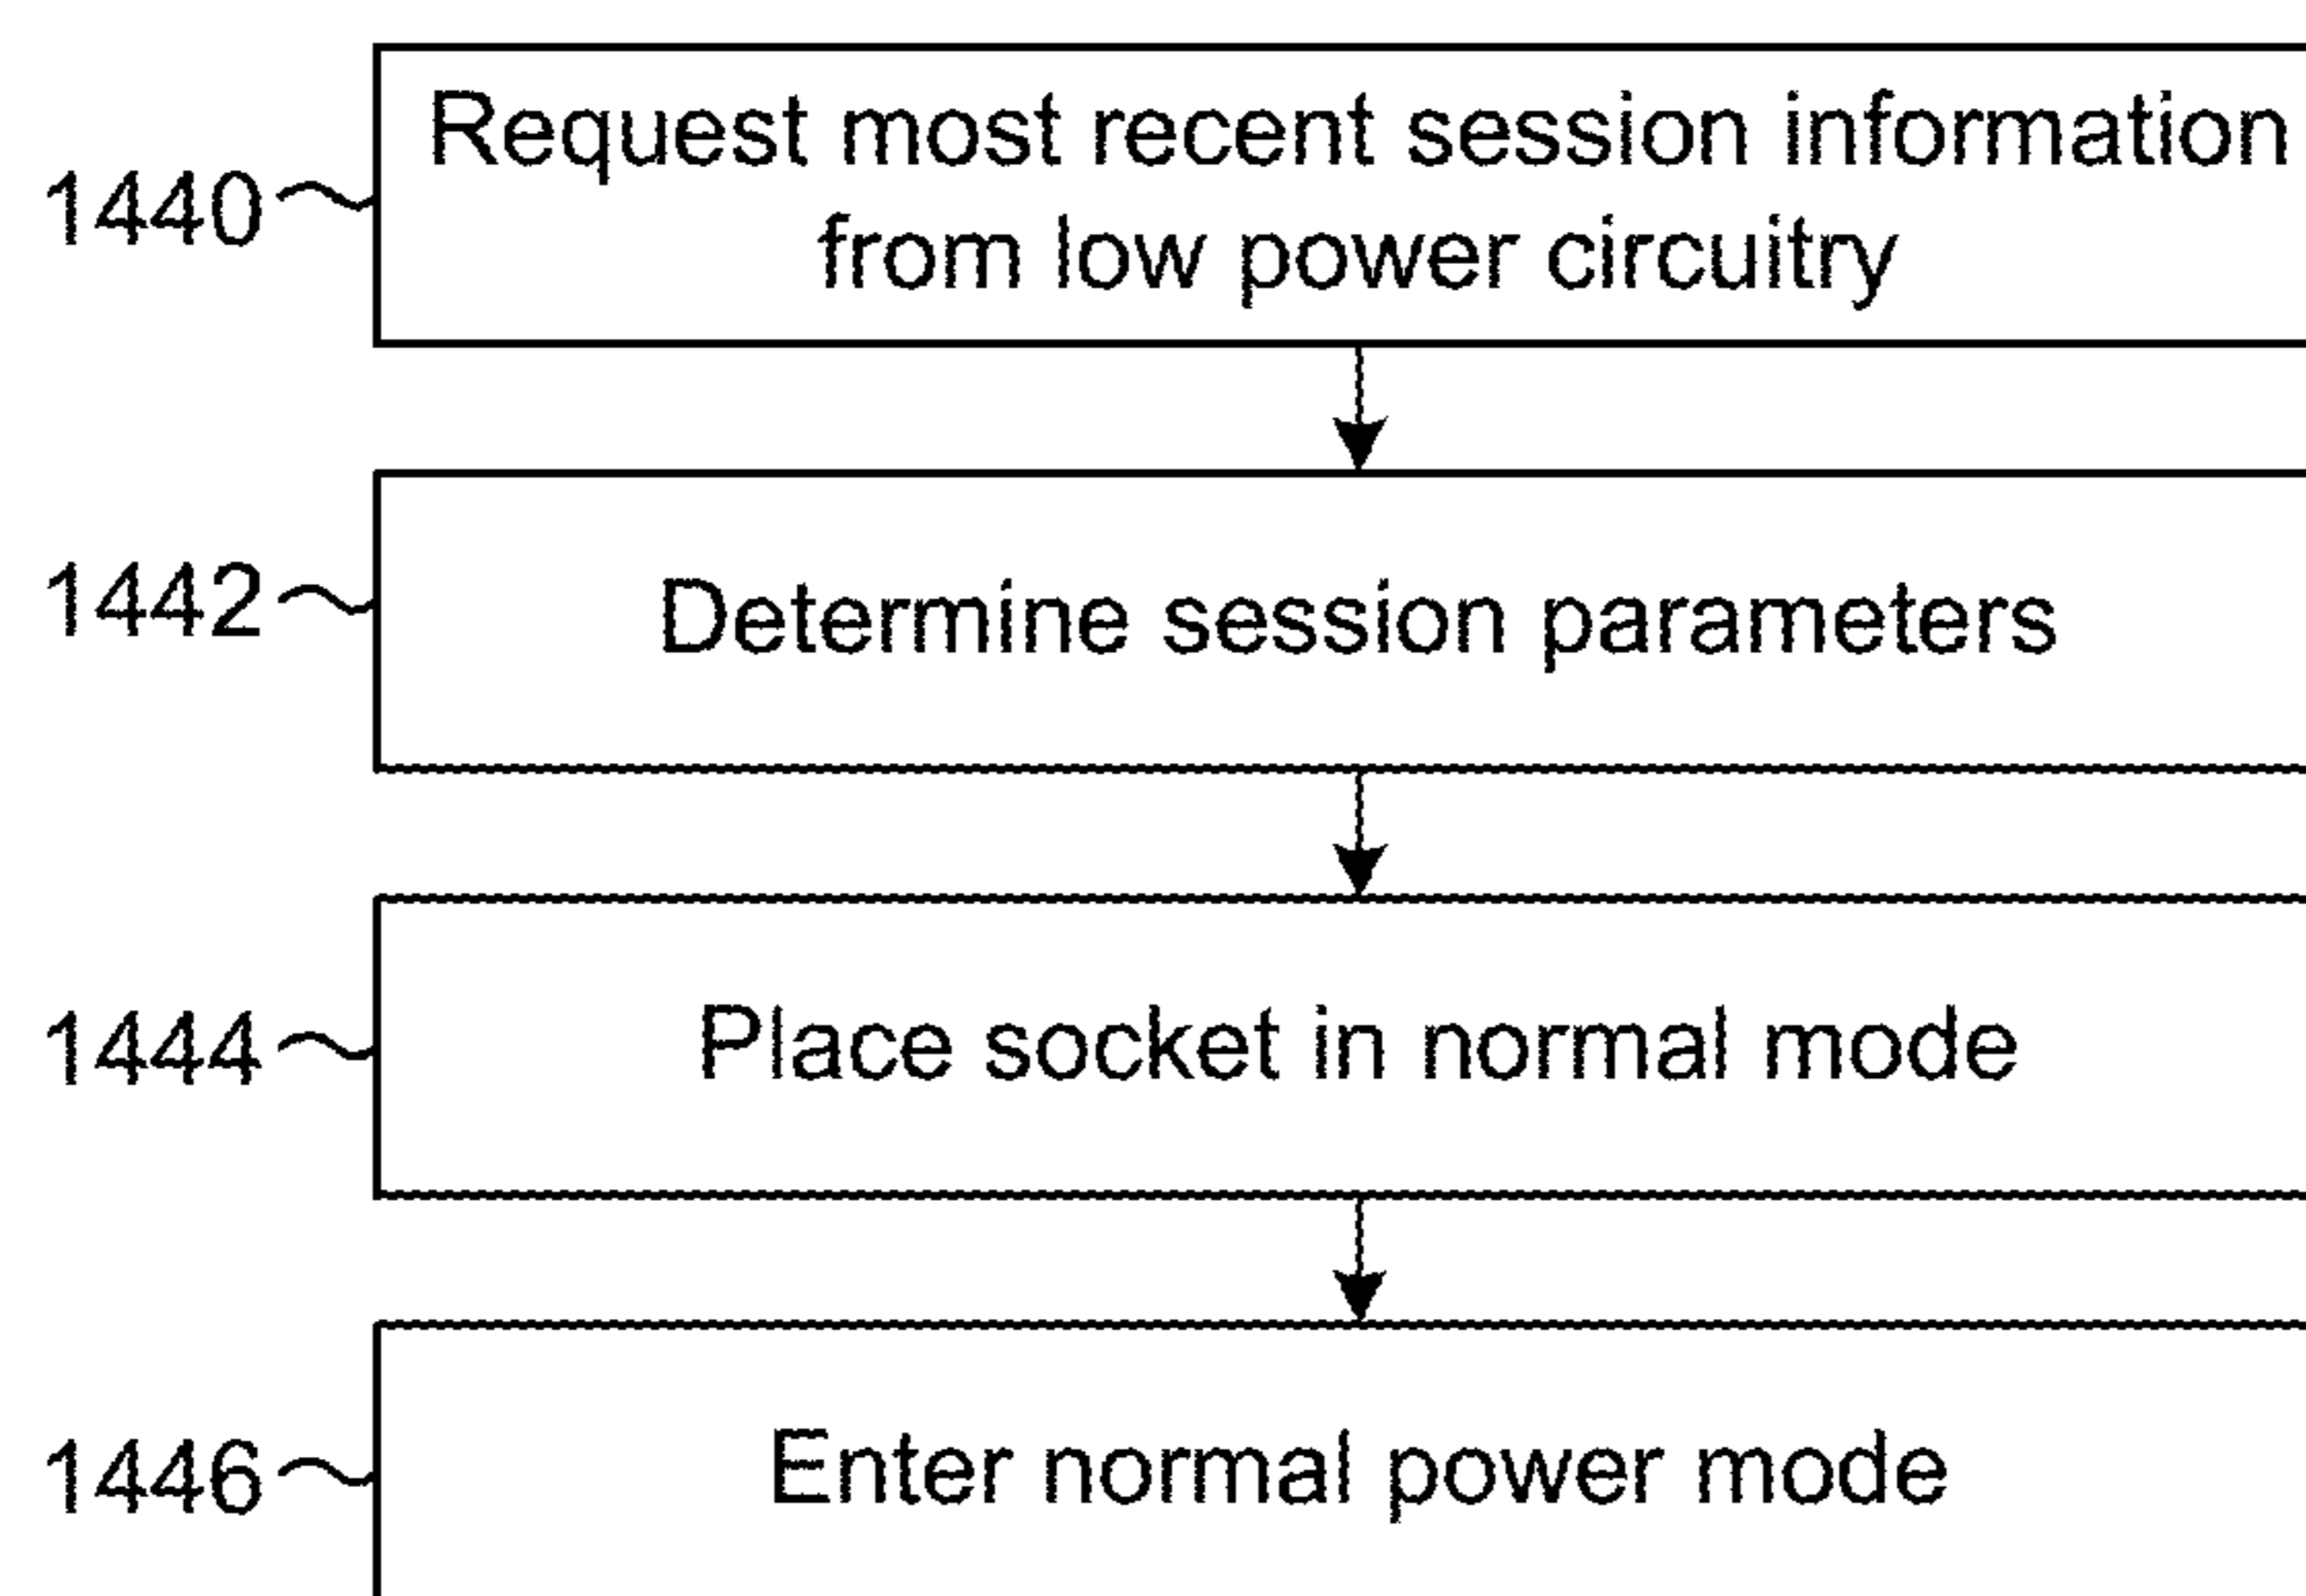 1440
Request most recent session information
from low power circuitry
1442
Determine session parameters
1444
Place socket in normal mode
1446
Enter normal power mode